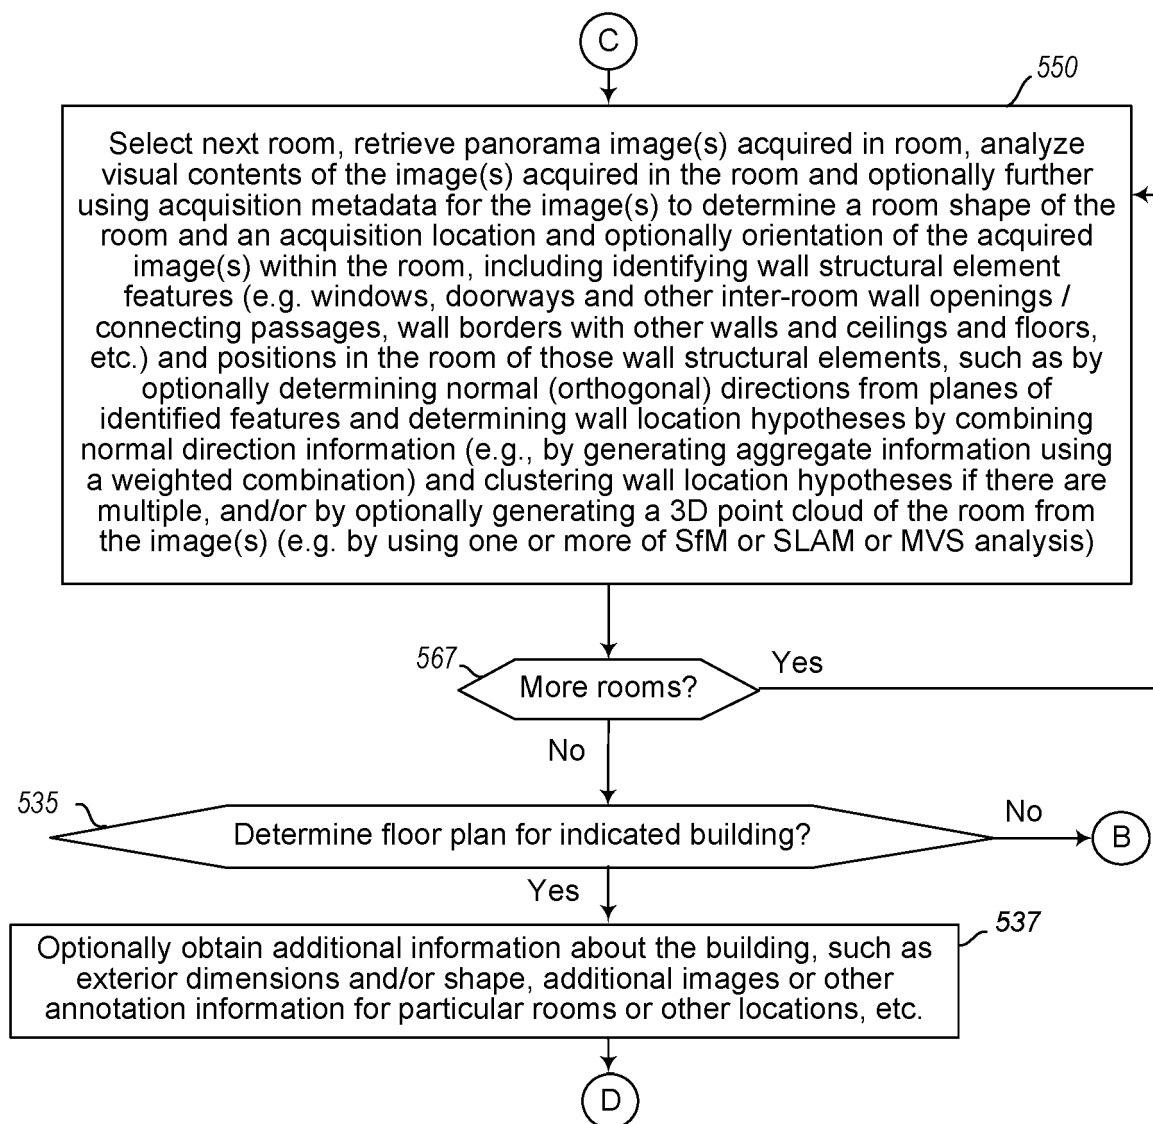 C
550
Select next room, retrieve panorama image(s) acquired in room, analyze
visual contents of the image(s) acquired in the room and optionally further
using acquisition metadata for the image(s) to determine a room shape of the
room and an acquisition location and optionally orientation of the acquired
image(s) within the room, including identifying wall structural element
features (e.g. windows, doorways and other inter-room wall openings /
connecting passages, wall borders with other walls and ceilings and floors,
etc.) and positions in the room of those wall structural elements, such as by
optionally determining normal (orthogonal) directions from planes of
identified features and determining wall location hypotheses by combining
normal direction information (e.g., by generating aggregate information using
a weighted combination) and clustering wall location hypotheses if there are
multiple, and/or by optionally generating a 3D point cloud of the room from
the image(s) (e.g. by using one or more of SfM or SLAM or MVS analysis)
567
More rooms?
Yes
No
535
Determine floor plan for indicated building?
No
B
Yes
537
Optionally obtain additional information about the building, such as
exterior dimensions and/or shape, additional images or other
annotation information for particular rooms or other locations, etc.
D